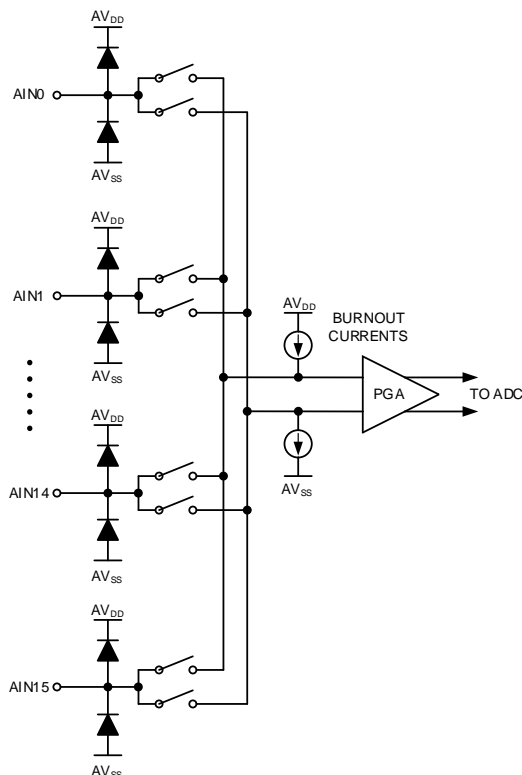 AVDD
AIN0
AVSS
AVDD
AIN1
AVSS
AVDD
BURNOUT
CURRENTS
PGA
TO ADC
AVSS
AVDD
AIN14
AVSS
AVDD
AIN15
AVSS